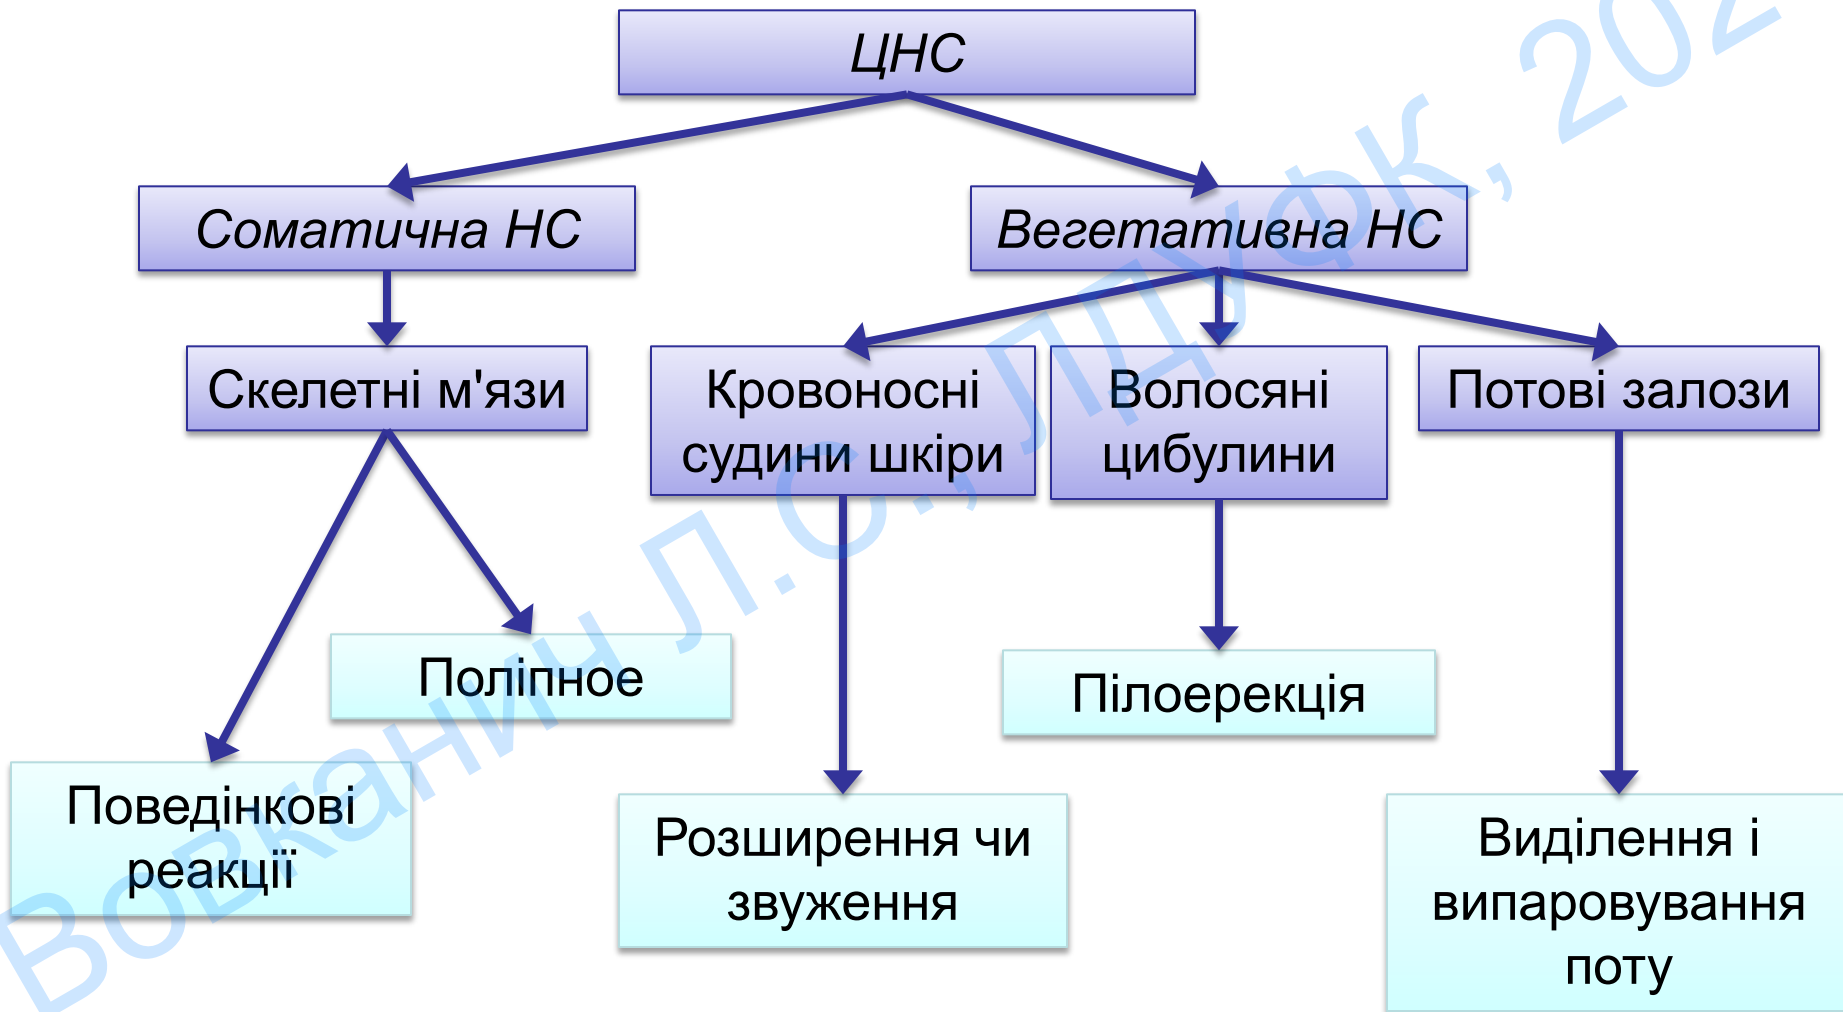 ЦНС
Соматична НС
Вегетативна НС
Скелетні м'язи
Кровоносні
судини шкіри
Волосяні
цибулини
Потові залози
Поліпное
Пілоерекція
Поведінкові
реакції
Розширення чи
звуження
Виділення і
випаровування
поту
Вовканич Л.С., ЛДУФК, 202